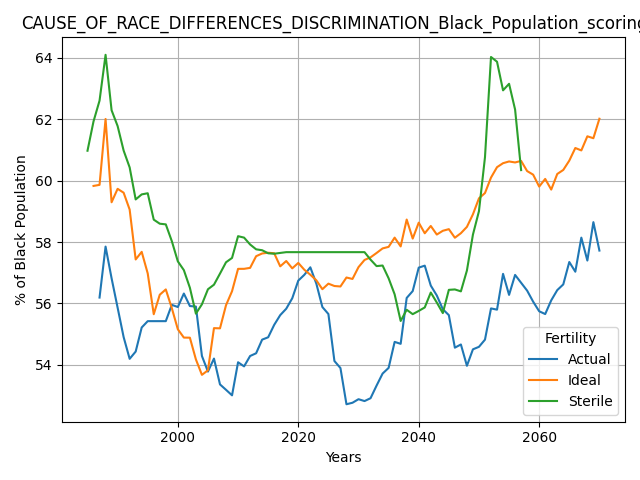 CAUSE_OF_RACE_DIFFERENCES_DISCRIMINATION_Black_Population_scoring
64
62
60
58
56
54
% of Black Population
2000
2020
2040
2060
Years
Fertility
Actual
Ideal
Sterile